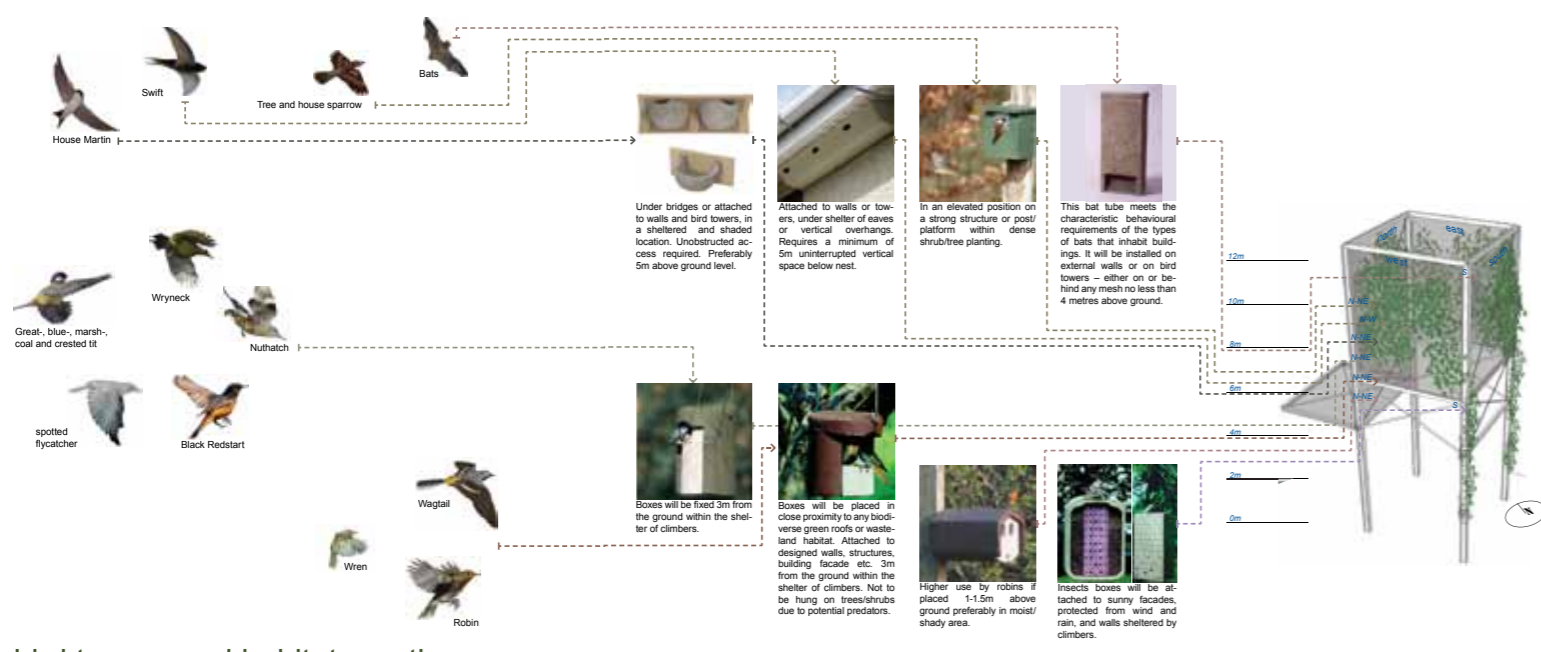 Bats
Swift
Tree and house sparrow
House Martin
Under bridges or attached
to walls and bird towers, in
a sheltered and shaded
location. Unobstructed ac-
cess required. Preferably
5m above ground level.
Attached to walls or tow-
ers, under shelter of eaves
or vertical overhangs.
Requires a minimum of
5m uninterrupted vertical
space below nest.
In an elevated position on
a strong structure or post/
platform within dense
shrub/tree planting.
This bat tube meets the
characteristic behavioural
requirements of the types
of bats that inhabit build-
ings. It will be installed on
external walls or on bird
towers – either on or be-
hind any mesh no less than
4 metres above ground.
Wryneck
Great-, blue-, marsh-,
coal and crested tit
Nuthatch
spotted
flycatcher
Black Redstart
Wagtail
Wren
Robin
Boxes will be fixed 3m from
the ground within the shel-
ter of climbers.
Boxes will be placed in
close proximity to any biodi-
verse green roofs or waste-
land habitat. Attached to
designed walls, structures,
building facade etc. 3m
from the ground within the
shelter of climbers. Not to
be hung on trees/shrubs
due to potential predators.
Higher use by robins if
placed 1-1.5m above
ground preferably in moist/
shady area.
Insects boxes will be at-
tached to sunny facades,
protected from wind and
rain, and walls sheltered by
climbers.
12m
10m
8m
6m
4m
2m
0m
north
east
west
south
S
N-NE
N-W
N-NE
N-NE
N-NE
N-NE
S